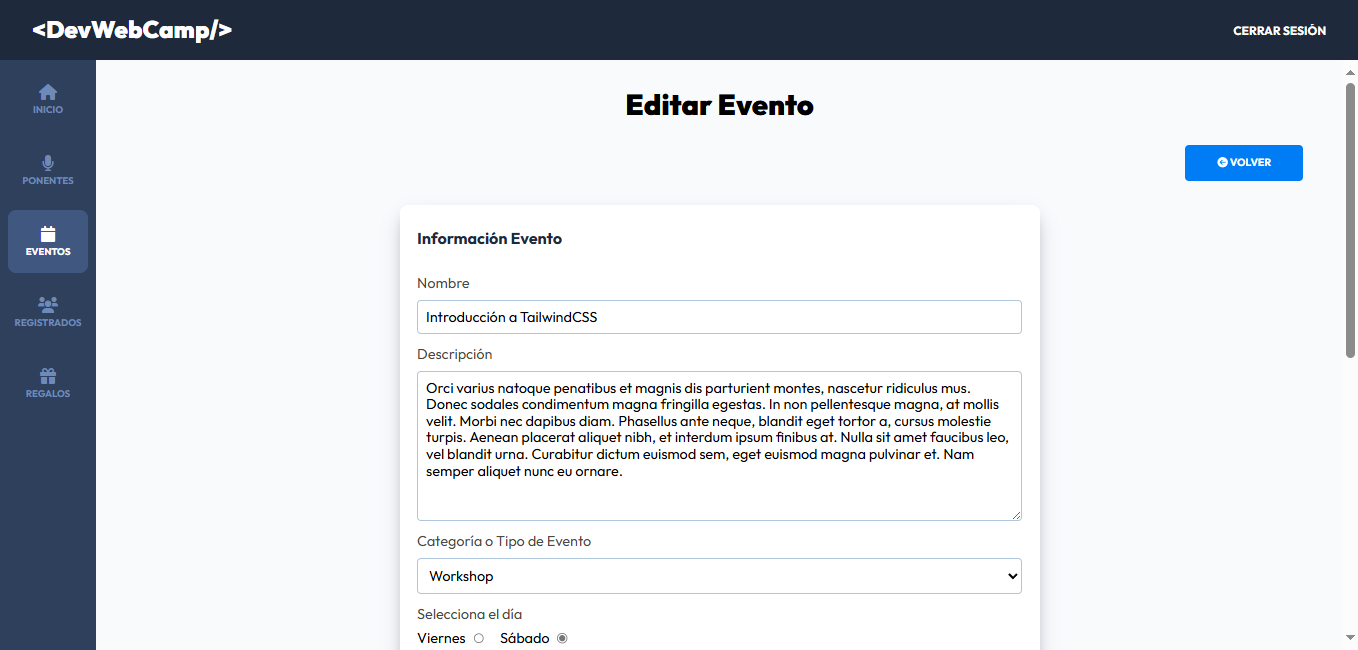 <DevWebCamp/>
CERRAR SESIÓN
INICIO
PONENTES
EVENTOS
REGISTRADOS
REGALOS
Editar Evento
VOLVER
Información Evento
Nombre
Introducción a TailwindCSS
Descripción
Orci varius natoque penatibus et magnis dis parturient montes, nascetur ridiculus mus.
Donec sodales condimentum magna fringilla egestas. In non pellentesque magna, at mollis
velit. Morbi nec dapibus diam. Phasellus ante neque, blandit eget tortor a, cursus molestie
turpis. Aenean placerat aliquet nibh, et interdum ipsum finibus at. Nulla sit amet faucibus leo,
vel blandit urna. Curabitur dictum euismod sem, eget euismod magna pulvinar et. Nam
semper aliquet nunc eu ornare.
Categoría o Tipo de Evento
Workshop
Selecciona el día
Viernes Sábado